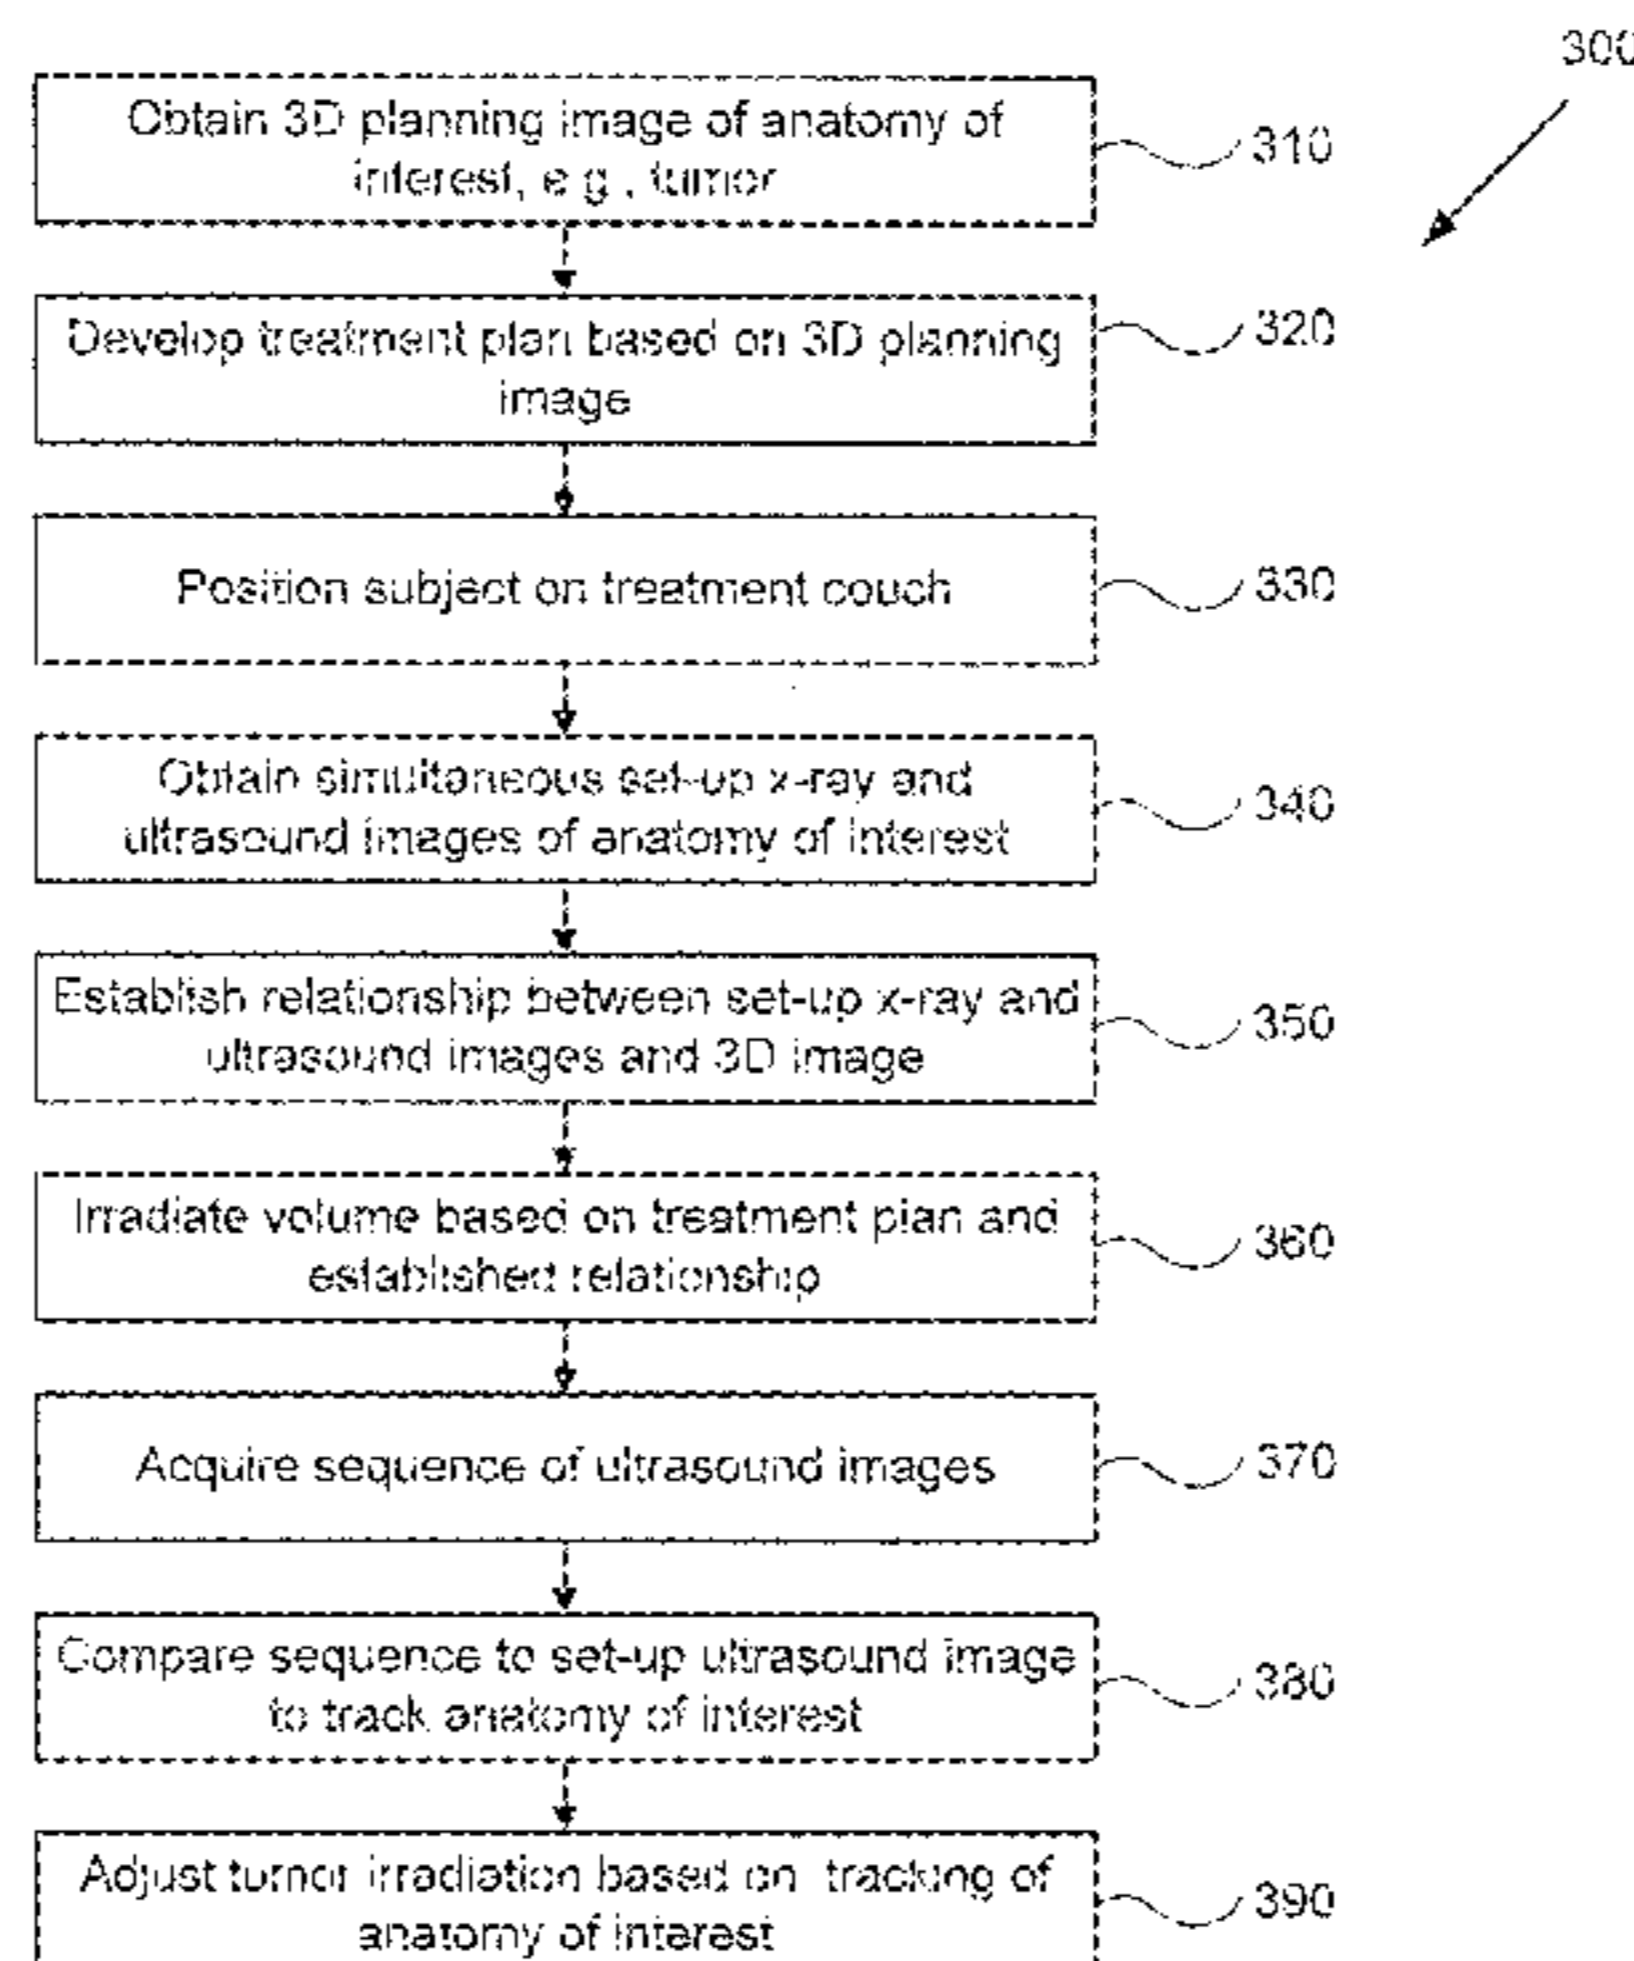 300
Obtain 3D planning image of anatomy of
interest, e.g., tumor
310
Develop treatment plan based on 3D planning
image
320
Position subject on treatment couch
330
Obtain simultaneous set-up x-ray and
ultrasound images of anatomy of interest
340
Establish relationship between set-up x-ray and
ultrasound images and 3D image
350
Irradiate volume based on treatment plan and
established relationship
360
Acquire sequence of ultrasound images
370
Compare sequence to set-up ultrasound image
to track anatomy of interest
380
Adjust tumor irradiation based on tracking of
anatomy of interest
390